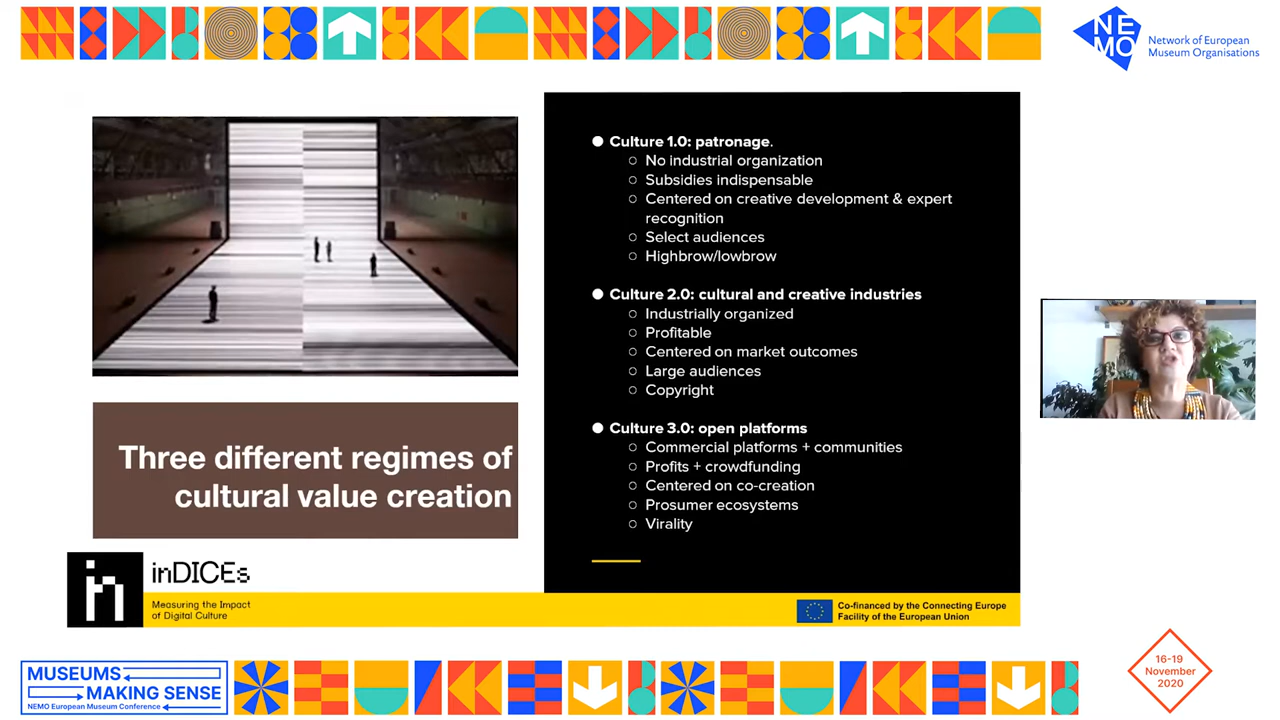 NE
MO
Network of European
Museum Organisations
Culture 1.0: patronage.
No industrial organization
Subsidies indispensable
Centered on creative development & expert
recognition
Select audiences
Highbrow/lowbrow
Culture 2.0: cultural and creative industries
Industrially organized
Profitable
Centered on market outcomes
Large audiences
Copyright
Culture 3.0: open platforms
Commercial platforms + communities
Profits + crowdfunding
Centered on co-creation
Prosumer ecosystems
Virality
Three different regimes of
cultural value creation
in
inDICEs
Measuring the Impact
of Digital Culture
Co-financed by the Connecting Europe
Facility of the European Union
MUSEUMS
MAKING SENSE
NEMO European Museum Conference
16-19
November
2020